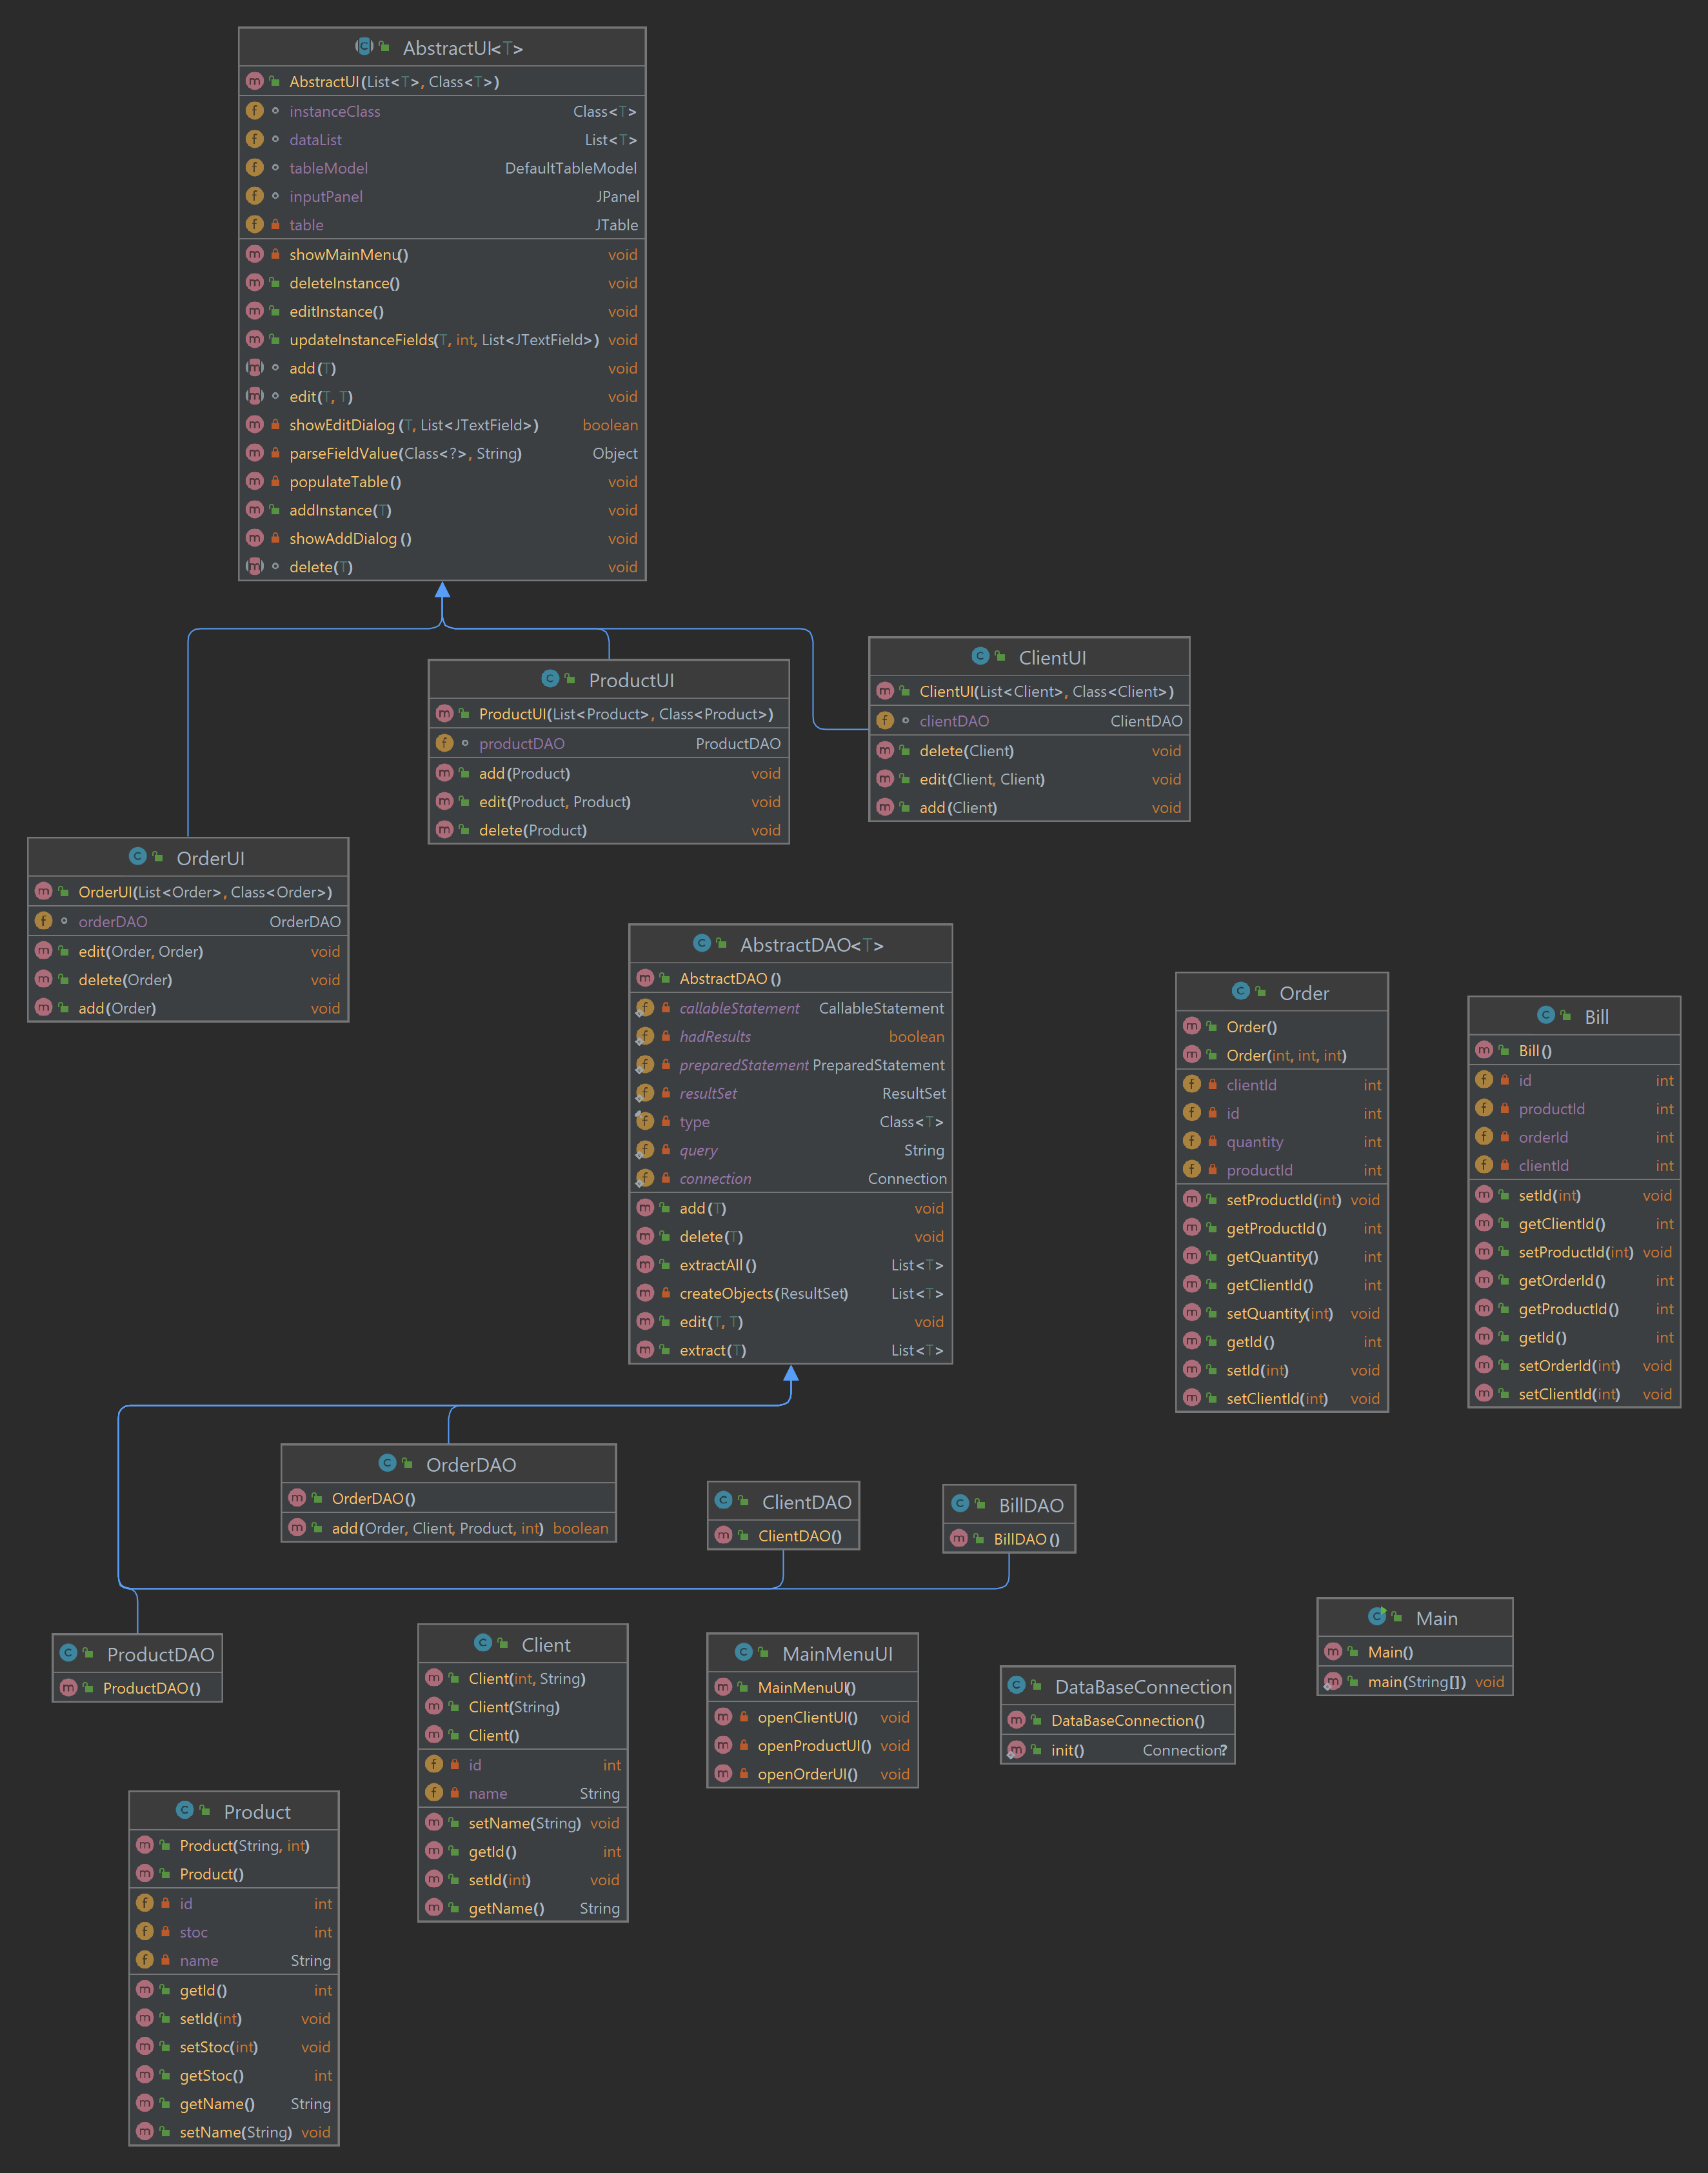 AbstractUI<T>
AbstractUI(List<T>, Class<T>)
instanceClass Class<T>
dataList List<T>
tableModel DefaultTableModel
inputPanel JPanel
table JTable
showMainMenu() void
deleteInstance() void
editInstance() void
updateInstanceFields(T, int, List<JTextField>) void
add(T) void
edit(T, T) void
showEditDialog(T, List<JTextField>) boolean
parseFieldValue(Class<?>, String) Object
populateTable() void
addInstance(T) void
showAddDialog() void
delete(T) void
ProductUI
ProductUI(List<Product>, Class<Product>)
productDAO ProductDAO
add(Product) void
edit(Product, Product) void
delete(Product) void
ClientUI
ClientUI(List<Client>, Class<Client>)
clientDAO ClientDAO
delete(Client) void
edit(Client, Client) void
add(Client) void
OrderUI
OrderUI(List<Order>, Class<Order>)
orderDAO OrderDAO
edit(Order, Order) void
delete(Order) void
add(Order) void
AbstractDAO<T>
AbstractDAO()
callableStatement CallableStatement
hadResults boolean
preparedStatement PreparedStatement
resultSet ResultSet
type Class<T>
query String
connection Connection
add(T) void
delete(T) void
extractAll() List<T>
createObjects(ResultSet) List<T>
edit(T, T) void
extract(T) List<T>
Order
Order()
Order(int, int, int)
clientId int
id int
quantity int
productId int
setProductId(int) void
getProductId() int
getQuantity() int
getClientId() int
setQuantity(int) void
getId() int
setId(int) void
setClientId(int) void
Bill
Bill()
id int
productId int
orderId int
clientId int
setId(int) void
getClientId() int
setProductId(int) void
getOrderId() int
getProductId() int
getId() int
setOrderId(int) void
setClientId(int) void
OrderDAO
OrderDAO()
add(Order, Client, Product, int) boolean
ClientDAO
ClientDAO()
BillDAO
BillDAO()
ProductDAO
ProductDAO()
Client
Client(int, String)
Client(String)
Client()
id int
name String
setName(String) void
getId() int
setId(int) void
getName() String
MainMenuUI
MainMenuUI()
openClientUI() void
openProductUI() void
openOrderUI() void
DataBaseConnection
DataBaseConnection()
init() Connection?
Main
Main()
main(String[]) void
Product
Product(String, int)
Product()
id int
stoc int
name String
getId() int
setId(int) void
setStoc(int) void
getStoc() int
getName() String
setName(String) void